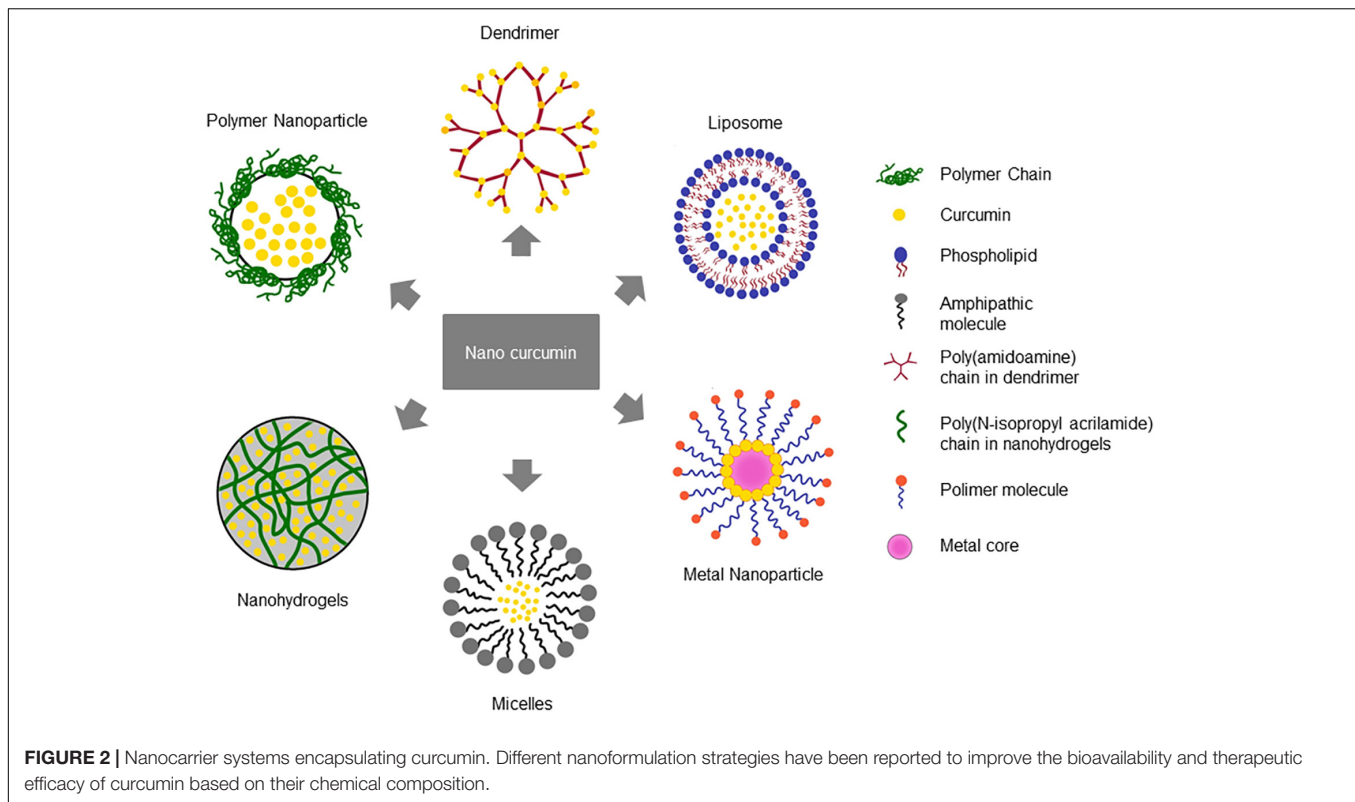 Dendrimer
Polymer Nanoparticle
Liposome
Nano curcumin
Nanohydrogels
Micelles
Metal Nanoparticle
Polymer Chain
Curcumin
Phospholipid
Amphipathic
molecule
Poly(amidoamine)
chain in dendrimer
Poly(N-isopropyl acrilamide)
chain in nanohydrogels
Polimer molecule
Metal core
FIGURE 2 | Nanocarrier systems encapsulating curcumin. Different nanoformulation strategies have been reported to improve the bioavailability and therapeutic
efficacy of curcumin based on their chemical composition.